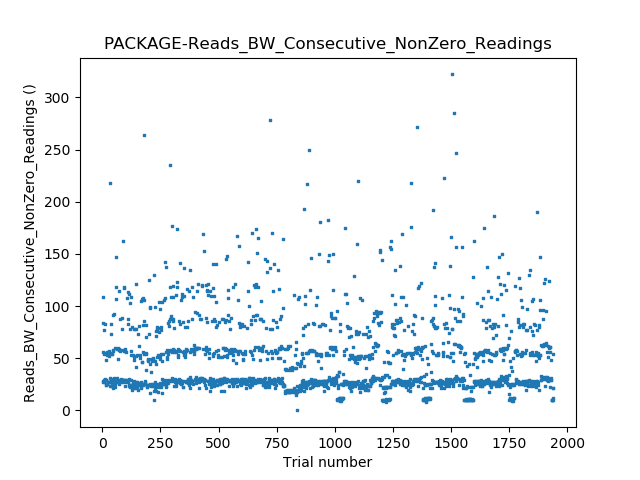 PACKAGE-Reads_BW_Consecutive_NonZero_Readings
Reads_BW_Consecutive_NonZero_Readings ()
300
250
200
150
100
50
0
0 250 500 750 1000 1250 1500 1750 2000
Trial number